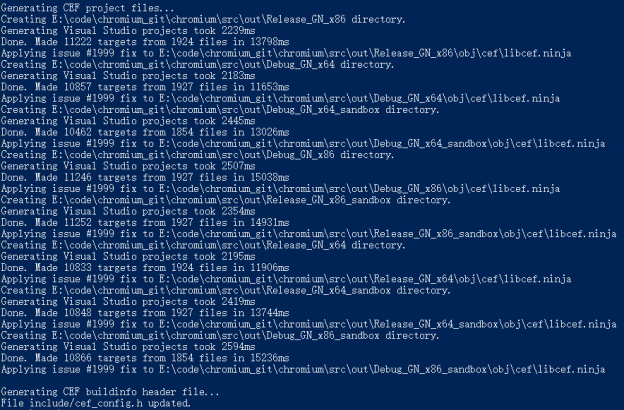 Generating CEF project files...
Creating E:\code\chromium_git\chromium\src\out\Release_GN_x86 directory.
Generating Visual Studio projects took 2239ms
Done. Made 11222 targets from 1924 files in 13798ms
Applying issue #1999 fix to E:\code\chromium_git\chromium\src\out\Release_GN_x86\obj\cef\libcef.ninja
Creating E:\code\chromium_git\chromium\src\out\Debug_GN_x64 directory.
Generating Visual Studio projects took 2183ms
Done. Made 10857 targets from 1927 files in 11653ms
Applying issue #1999 fix to E:\code\chromium_git\chromium\src\out\Debug_GN_x64\obj\cef\libcef.ninja
Creating E:\code\chromium_git\chromium\src\out\Debug_GN_x64_sandbox directory.
Generating Visual Studio projects took 2445ms
Done. Made 10462 targets from 1854 files in 13026ms
Applying issue #1999 fix to E:\code\chromium_git\chromium\src\out\Debug_GN_x64_sandbox\obj\cef\libcef.ninja
Creating E:\code\chromium_git\chromium\src\out\Debug_GN_x86 directory.
Generating Visual Studio projects took 2507ms
Done. Made 11246 targets from 1927 files in 15038ms
Applying issue #1999 fix to E:\code\chromium_git\chromium\src\out\Debug_GN_x86\obj\cef\libcef.ninja
Creating E:\code\chromium_git\chromium\src\out\Release_GN_x86_sandbox directory.
Generating Visual Studio projects took 2354ms
Done. Made 11252 targets from 1927 files in 14931ms
Applying issue #1999 fix to E:\code\chromium_git\chromium\src\out\Release_GN_x86_sandbox\obj\cef\libcef.ninja
Creating E:\code\chromium_git\chromium\src\out\Release_GN_x64 directory.
Generating Visual Studio projects took 2195ms
Done. Made 10833 targets from 1924 files in 11906ms
Applying issue #1999 fix to E:\code\chromium_git\chromium\src\out\Release_GN_x64\obj\cef\libcef.ninja
Creating E:\code\chromium_git\chromium\src\out\Release_GN_x64_sandbox directory.
Generating Visual Studio projects took 2419ms
Done. Made 10848 targets from 1927 files in 13744ms
Applying issue #1999 fix to E:\code\chromium_git\chromium\src\out\Release_GN_x64_sandbox\obj\cef\libcef.ninja
Creating E:\code\chromium_git\chromium\src\out\Debug_GN_x86_sandbox directory.
Generating Visual Studio projects took 2594ms
Done. Made 10866 targets from 1854 files in 15236ms
Applying issue #1999 fix to E:\code\chromium_git\chromium\src\out\Debug_GN_x86_sandbox\obj\cef\libcef.ninja
Generating CEF buildinfo header file...
File include/cef_config.h updated.